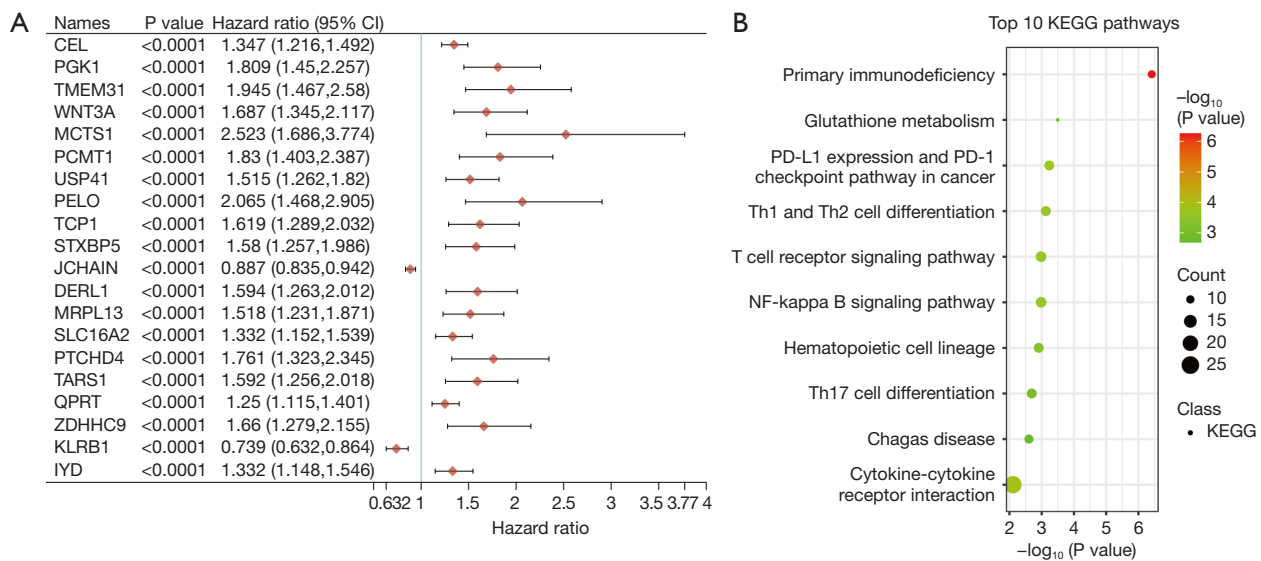 A
Names P value Hazard ratio (95% CI)
CEL <0.0001 1.347 (1.216,1.492)
PGK1 <0.0001 1.809 (1.45,2.257)
TMEM31 <0.0001 1.945 (1.467,2.58)
WNT3A <0.0001 1.687 (1.345,2.117)
MCTS1 <0.0001 2.523 (1.686,3.774)
PCMT1 <0.0001 1.83 (1.403,2.387)
USP41 <0.0001 1.515 (1.262,1.82)
PELO <0.0001 2.065 (1.468,2.905)
TCP1 <0.0001 1.619 (1.289,2.032)
STXBP5 <0.0001 1.58 (1.257,1.986)
JCHAIN <0.0001 0.887 (0.835,0.942)
DERL1 <0.0001 1.594 (1.263,2.012)
MRPL13 <0.0001 1.518 (1.231,1.871)
SLC16A2 <0.0001 1.332 (1.152,1.539)
PTCHD4 <0.0001 1.761 (1.323,2.345)
TARS1 <0.0001 1.592 (1.256,2.018)
QPRT <0.0001 1.25 (1.115,1.401)
ZDHHC9 <0.0001 1.66 (1.279,2.155)
KLRB1 <0.0001 0.739 (0.632,0.864)
IYD <0.0001 1.332 (1.148,1.546)
0.632 1 1.5 2 2.5 3 3.5 3.77 4
Hazard ratio
B
Top 10 KEGG pathways
Primary immunodeficiency
Glutathione metabolism
PD-L1 expression and PD-1
checkpoint pathway in cancer
Th1 and Th2 cell differentiation
T cell receptor signaling pathway
NF-kappa B signaling pathway
Hematopoietic cell lineage
Th17 cell differentiation
Chagas disease
Cytokine-cytokine
receptor interaction
2 3 4 5 6
−log₁₀ (P value)
−log₁₀
(P value)
6
5
4
3
Count
10
15
20
25
Class
KEGG